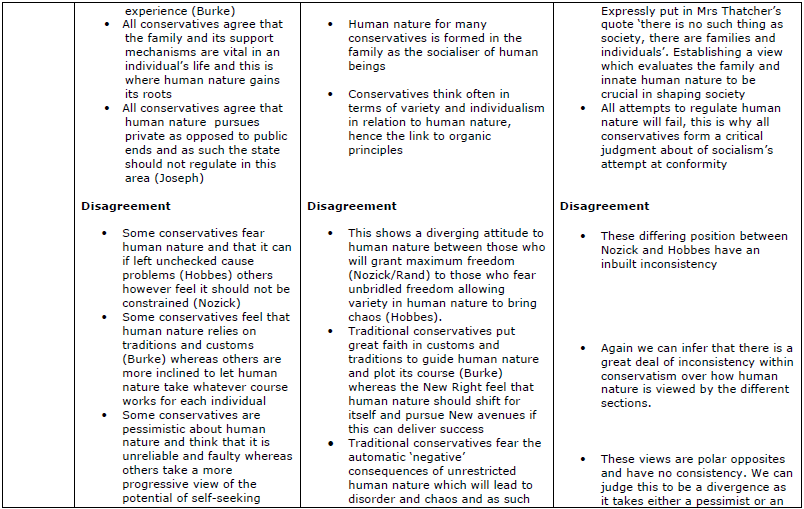 experience (Burke)
• All conservatives agree that
the family and its support
mechanisms are vital in an
individual's life and this is
where human nature gains
its roots
• All conservatives agree that
human nature  pursues
private as opposed to public
ends and as such the state
should not regulate in this
area (Joseph)
Disagreement
• Some conservatives fear
human nature and that it can
if left unchecked cause
problems (Hobbes) others
however feel it should not be
constrained (Nozick)
• Some conservatives feel that
human nature relies on
traditions and customs
(Burke) whereas others are
more inclined to let human
nature take whatever course
works for each individual
• Some conservatives are
pessimistic about human
nature and think that it is
unreliable and faulty whereas
others take a more
progressive view of the
potential of self-seeking
• Human nature for many
conservatives is formed in the
family as the socialiser of human
beings
• Conservatives think often in
terms of variety and individualism
in relation to human nature,
hence the link to organic
principles
Disagreement
• This shows a diverging attitude to
human nature between those who
will grant maximum freedom
(Nozick/Rand) to those who fear
unbridled freedom allowing
variety in human nature to bring
chaos (Hobbes).
• Traditional conservatives put
great faith in customs and
traditions to guide human nature
and plot its course (Burke)
whereas the New Right feel that
human nature should shift for
itself and pursue New avenues if
this can deliver success
• Traditional conservatives fear the
automatic 'negative'
consequences of unrestricted
human nature which will lead to
disorder and chaos and as such
Expressly put in Mrs Thatcher's
quote 'there is no such thing as
society, there are families and
individuals'. Establishing a view
which evaluates the family and
innate human nature to be
crucial in shaping society
• All attempts to regulate human
nature will fail, this is why all
conservatives form a critical
judgment about of socialism's
attempt at conformity
Disagreement
• These differing position between
Nozick and Hobbes have an
inbuilt inconsistency
• Again we can infer that there is a
great deal of inconsistency within
conservatism over how human
nature is viewed by the different
sections.
• These views are polar opposites
and have no consistency. We can
judge this to be a divergence as
it takes either a pessimist or an